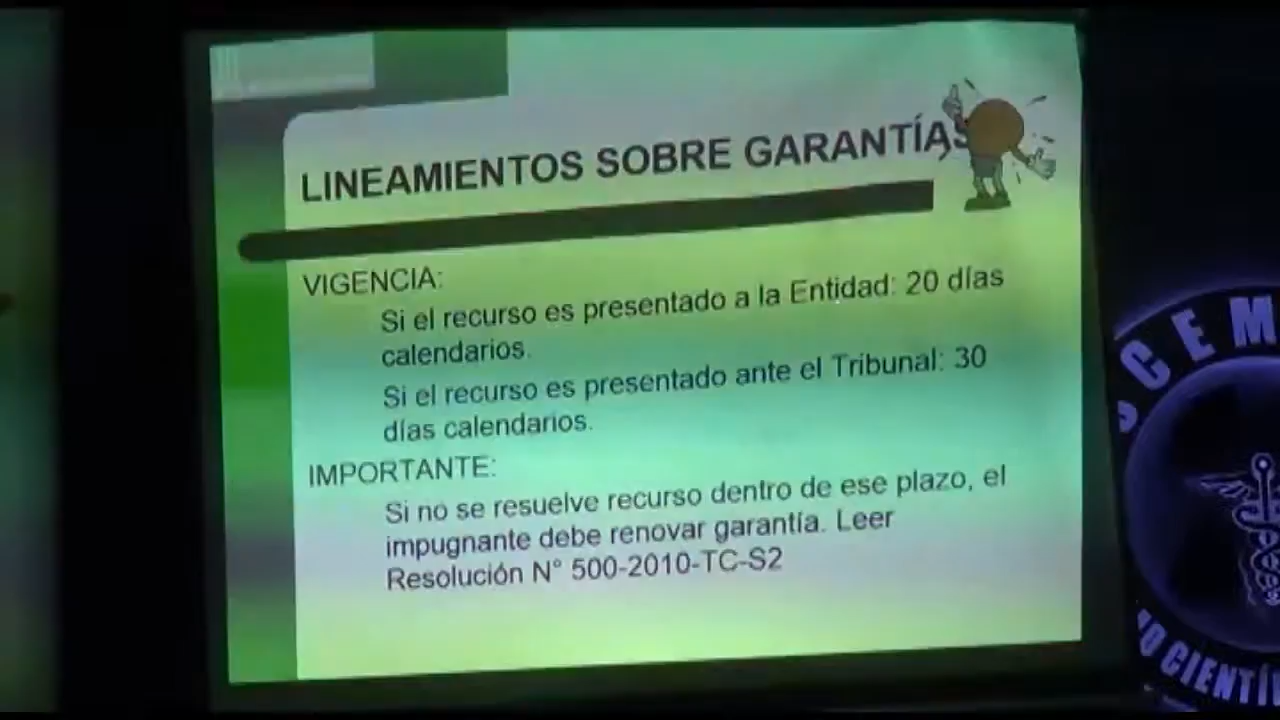 LINEAMIENTOS SOBRE GARANTÍAS
VIGENCIA:
Si el recurso es presentado a la Entidad: 20 días
calendarios.
Si el recurso es presentado ante el Tribunal: 30
días calendarios.
IMPORTANTE:
Si no se resuelve recurso dentro de ese plazo, el
impugnante debe renovar garantía. Leer
Resolución N° 500-2010-TC-S2
SCEM